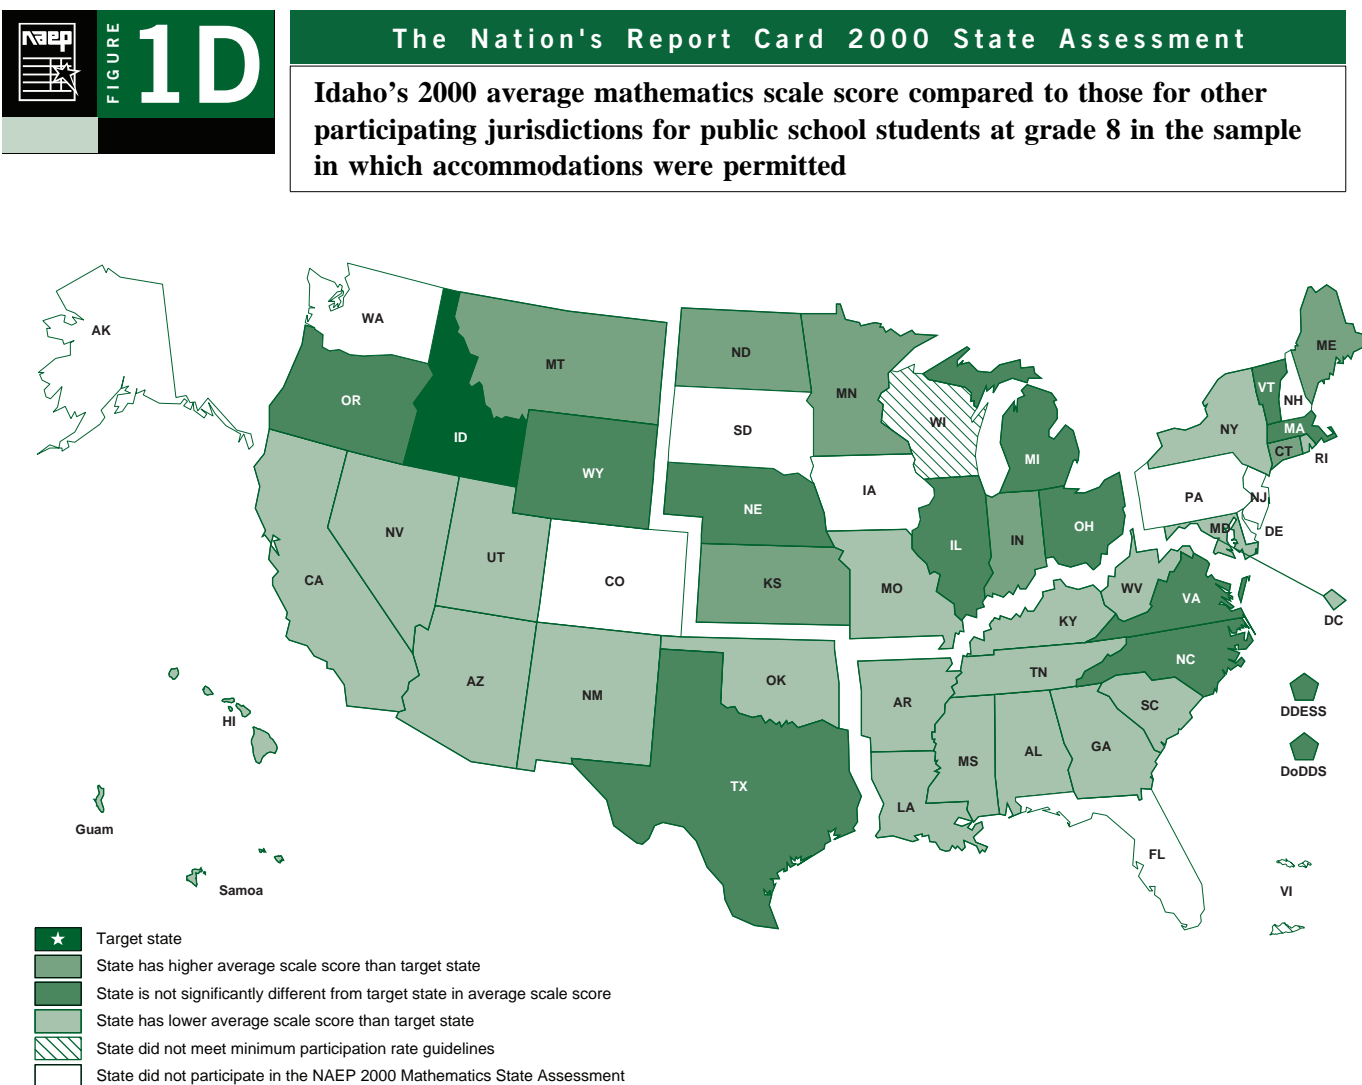 naep
FIGURE
1D
The Nation's Report Card 2000 State Assessment
Idaho's 2000 average mathematics scale score compared to those for other
participating jurisdictions for public school students at grade 8 in the sample
in which accommodations were permitted
AK
WA
MT
ND
MN
ME
OR
ID
WY
SD
WI
MI
VT
NH
NY
MA
CT
RI
NV
UT
CO
NE
IA
IL
IN
OH
PA
NJ
MD
DE
CA
KS
MO
WV
VA
KY
DC
AZ
NM
OK
AR
TN
NC
SC
DDESS
HI
TX
MS
AL
GA
LA
DoDDS
Guam
FL
Samoa
VI
Target state
State has higher average scale score than target state
State is not significantly different from target state in average scale score
State has lower average scale score than target state
State did not meet minimum participation rate guidelines
State did not participate in the NAEP 2000 Mathematics State Assessment